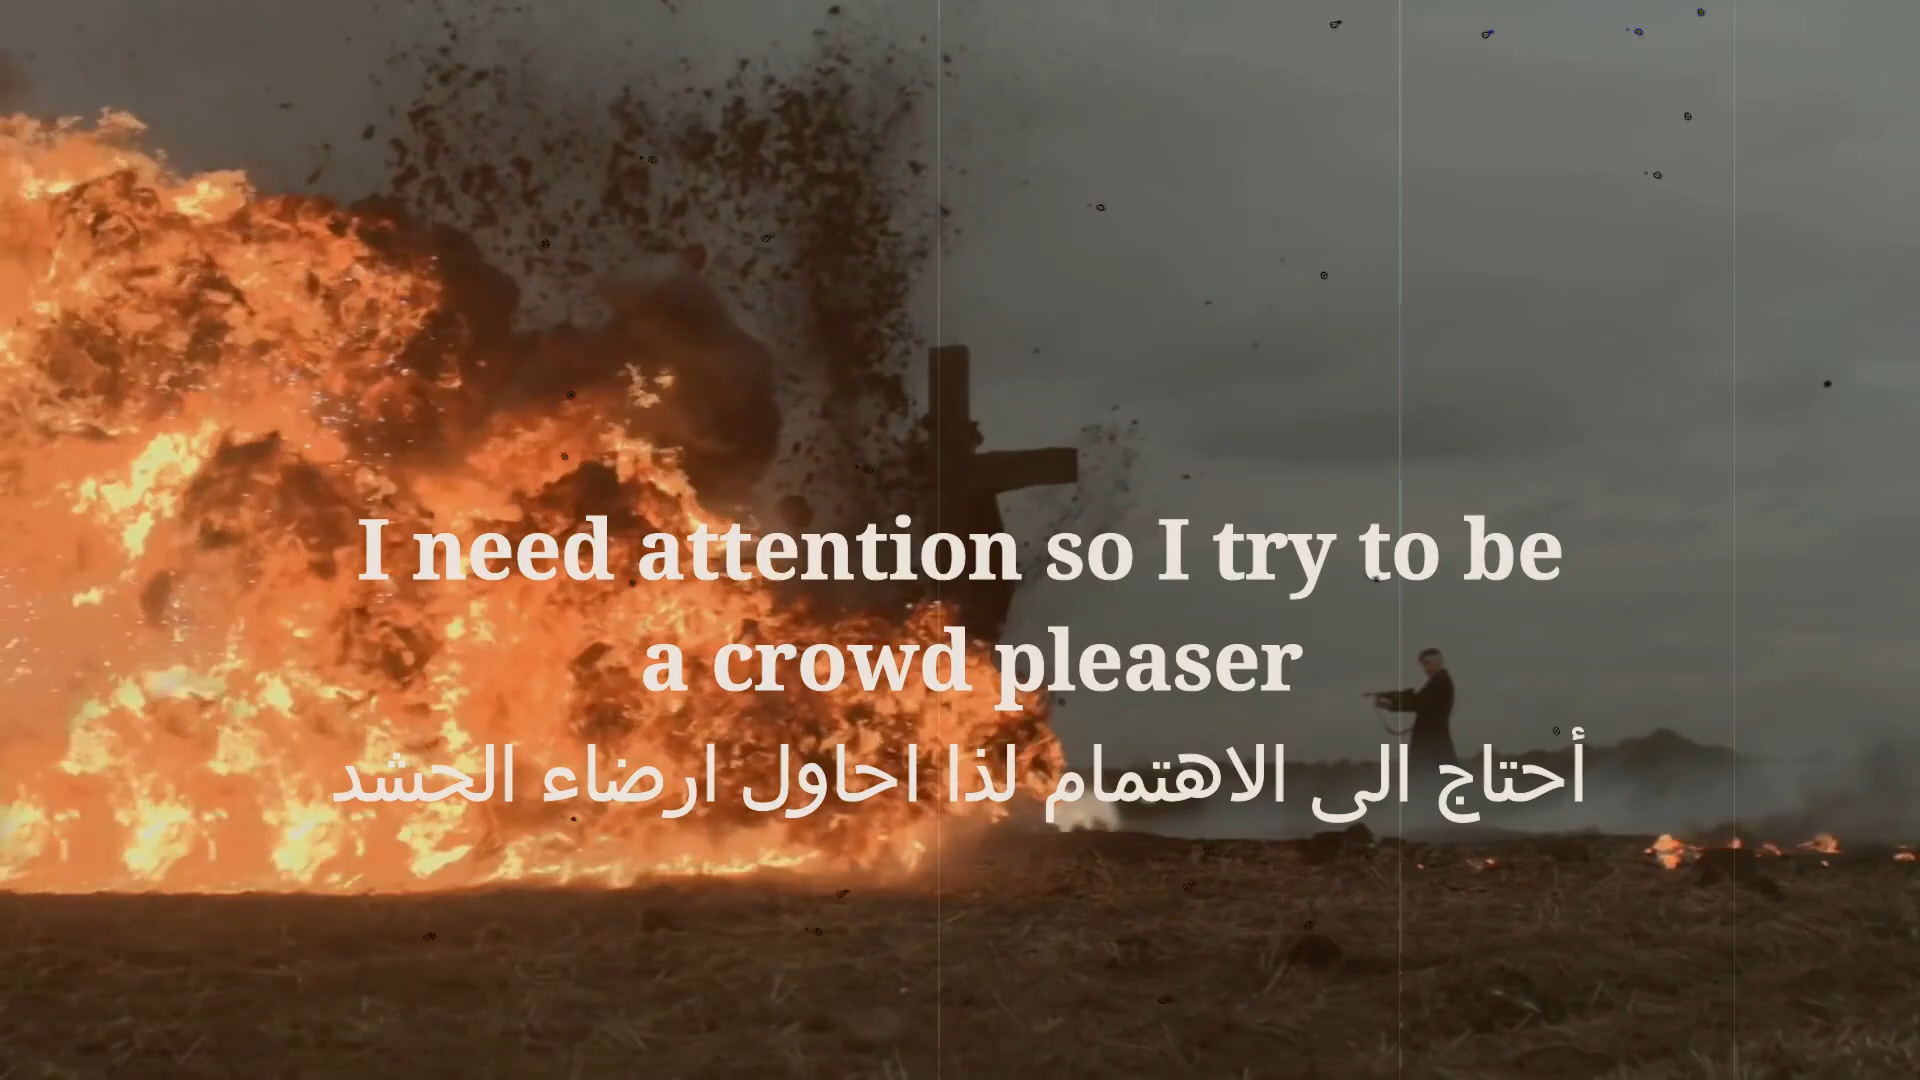 I need attention so I try to be
a crowd pleaser
أحتاج الى الاهتمام لذا احاول ارضاء الحشد